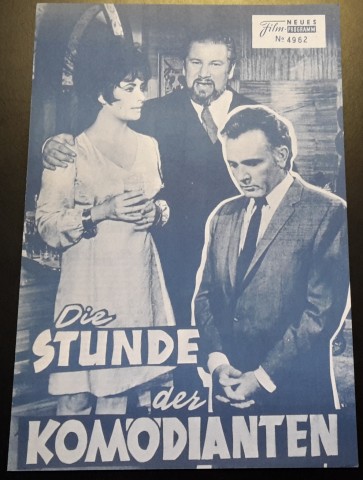 Film NEUES
PROGRAMM
No 4962
Die
STUNDE
der
KOMÖDIANTEN